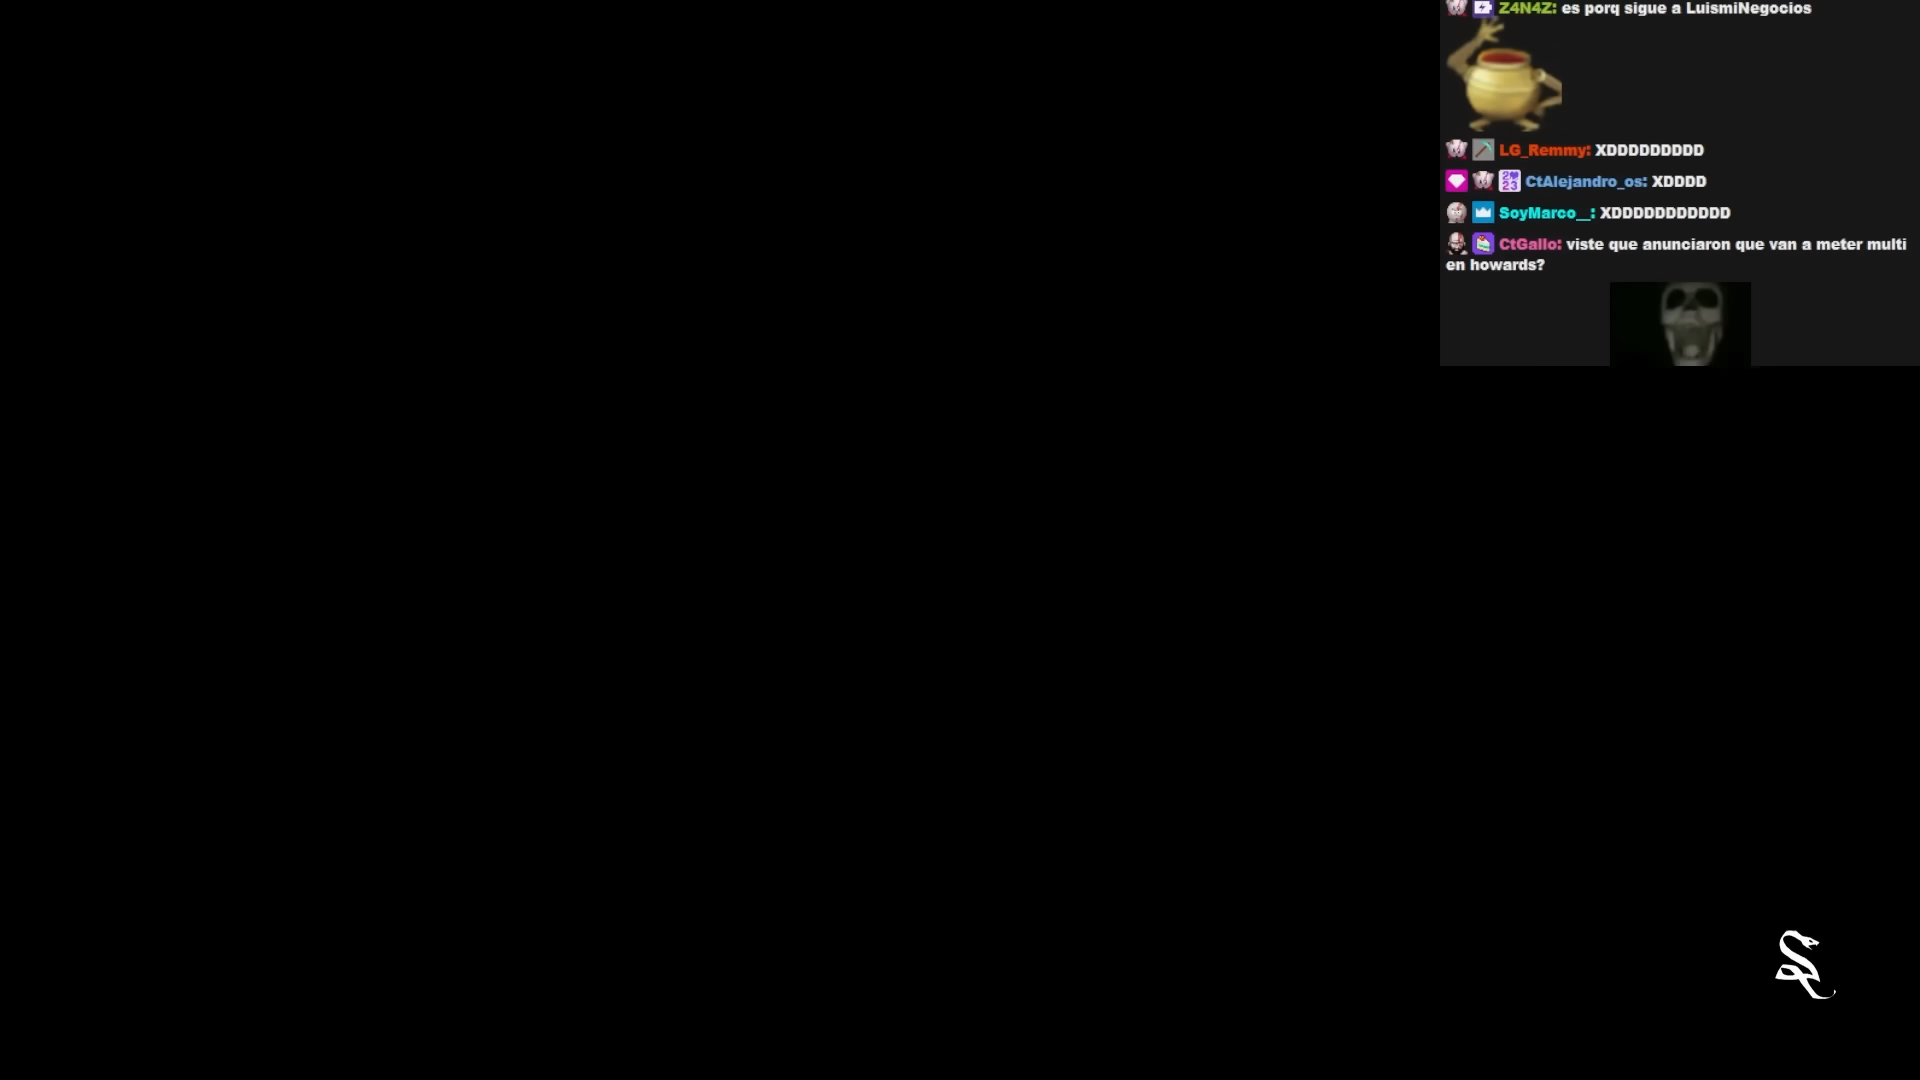 Z4N4Z: es porq sigue a LuismiNegocios
LG_Remmy: XDDDDDDDDD
CtAlejandro_os: XDDDD
SoyMarco__: XDDDDDDDDDDD
CtGallo: viste que anunciaron que van a meter multi
en howards?